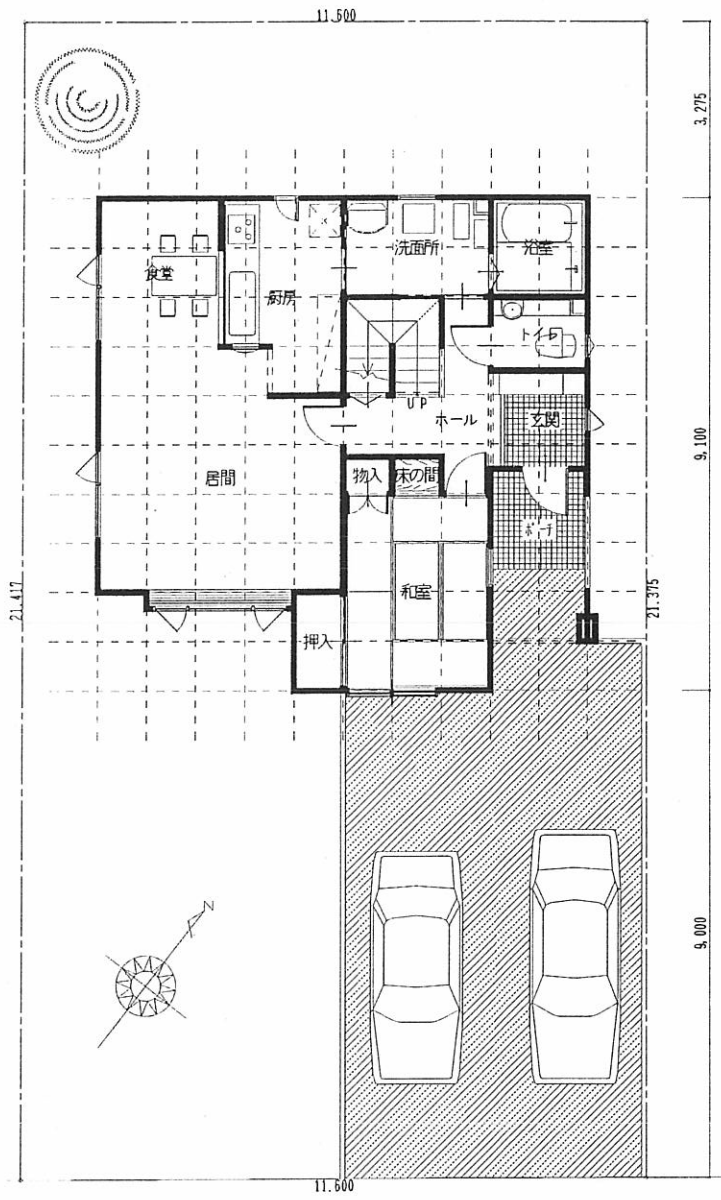 11.500
3,275
洗面所
浴室
食堂
厨房
トイレ
UP
ホール
玄関
居間
物入
床の間
9,100
ポーチ
和室
21.417
21.375
押入
N
9,000
11.600